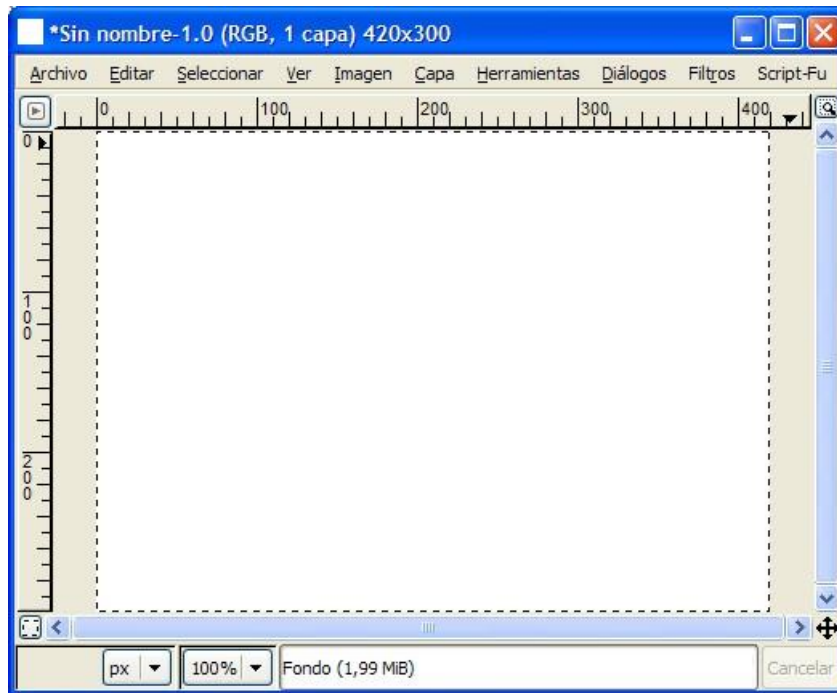 *Sin nombre-1.0 (RGB, 1 capa) 420x300
Archivo Editar Seleccionar Ver Imagen Capa Herramientas Diálogos Filtros Script-Fu
0 100 200 300 400
0
100
200
px 100% Fondo (1,99 MiB) Cancelar